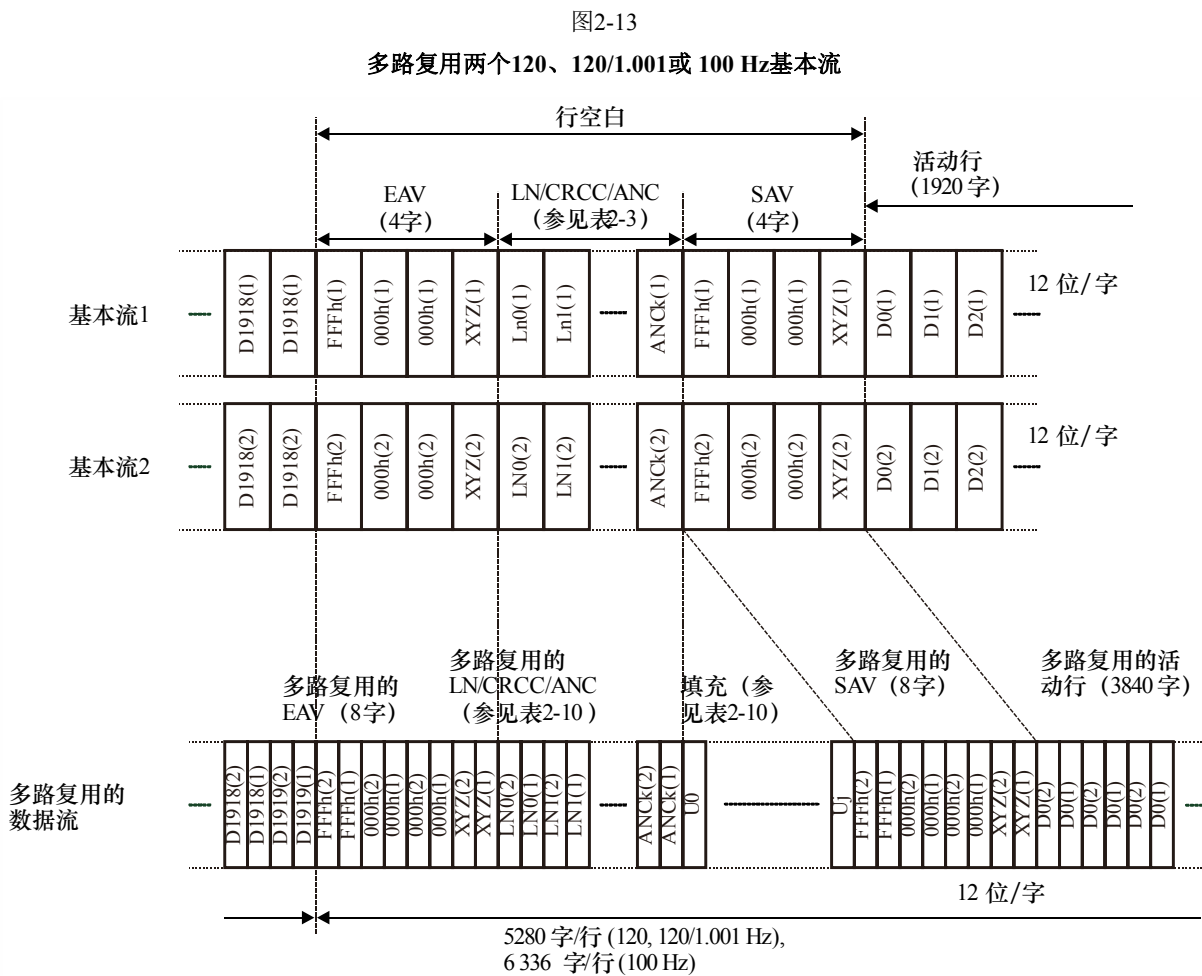 图2-13
多路复用两个120、120/1.001或 100 Hz基本流
行空白
活动行
(1920 字)
EAV
(4字)
LN/CRCC/ANC
(参见表2-3)
SAV
(4字)
基本流1
D1918(1)
D1918(1)
FFFh(1)
000h(1)
000h(1)
XYZ(1)
Ln0(1)
Ln1(1)
ANCk(1)
FFFh(1)
000h(1)
000h(1)
XYZ(1)
D0(1)
D1(1)
D2(1)
12 位/字
基本流2
D1918(2)
D1918(2)
FFFh(2)
000h(2)
000h(2)
XYZ(2)
LN0(2)
LN1(2)
ANCk(2)
FFFh(2)
000h(2)
000h(2)
XYZ(2)
D0(2)
D1(2)
D2(2)
12 位/字
多路复用的
EAV (8字)
多路复用的
LN/CRCC/ANC
(参见表2-10 )
填充 (参
见表2-10)
多路复用的
SAV (8字)
多路复用的活
动行 (3840 字)
多路复用的
数据流
D1918(2)
D1918(1)
D1919(2)
D1919(1)
FFFh(2)
FFFh(1)
000h(2)
000h(1)
000h(2)
000h(1)
XYZ(2)
XYZ(1)
LN0(2)
LN0(1)
LN1(2)
LN1(1)
ANCk(2)
ANCk(1)
U0
Uj
FFFh(2)
FFFh(1)
000h(2)
000h(1)
000h(2)
000h(1)
XYZ(2)
XYZ(1)
D0(2)
D0(1)
D0(2)
D0(1)
D0(2)
D0(1)
12 位/字
5280 字/行 (120, 120/1.001 Hz),
6 336 字/行 (100 Hz)